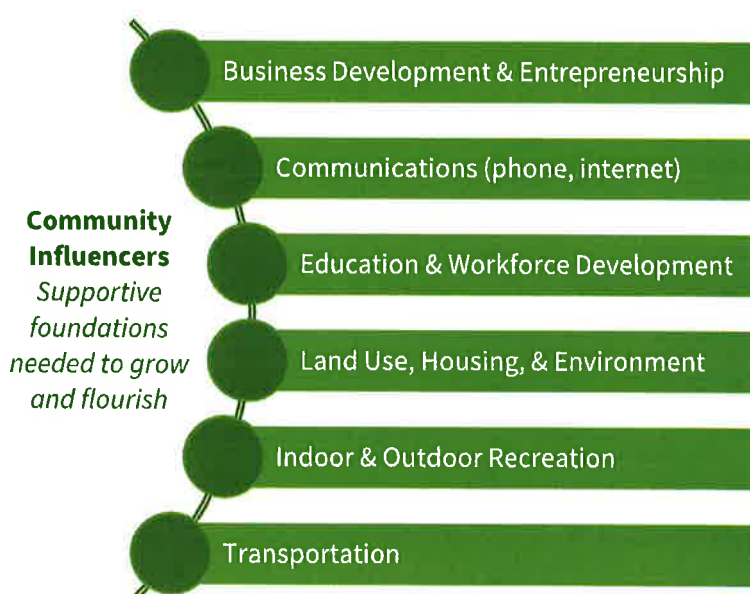 Community
Influencers
Supportive
foundations
needed to grow
and flourish
Business Development & Entrepreneurship
Communications (phone, internet)
Education & Workforce Development
Land Use, Housing, & Environment
Indoor & Outdoor Recreation
Transportation